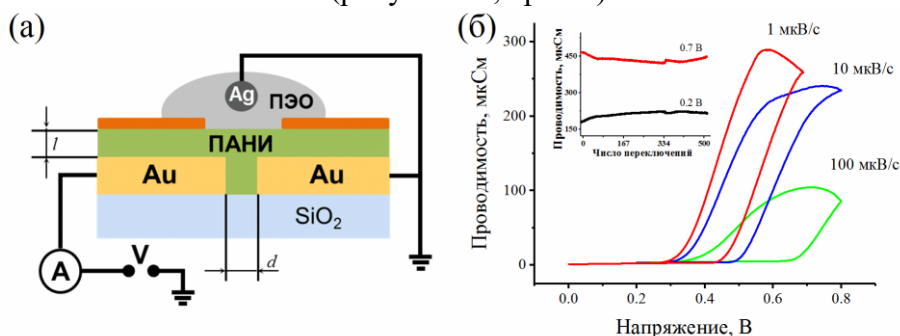 (рисунок
(а)
Ag
ПЭО
l
ПАНИ
Au
Au
SiO2
A
V
d
(б)
Проводимость, мкСм
300
200
100
0
0.0
0.2
0.4
0.6
0.8
Напряжение, В
1 мкВ/с
10 мкВ/с
100 мкВ/с
Проводимость, мкСм
450
300
150
0.7 В
0.2 В
0
167
334
500
Число переключений